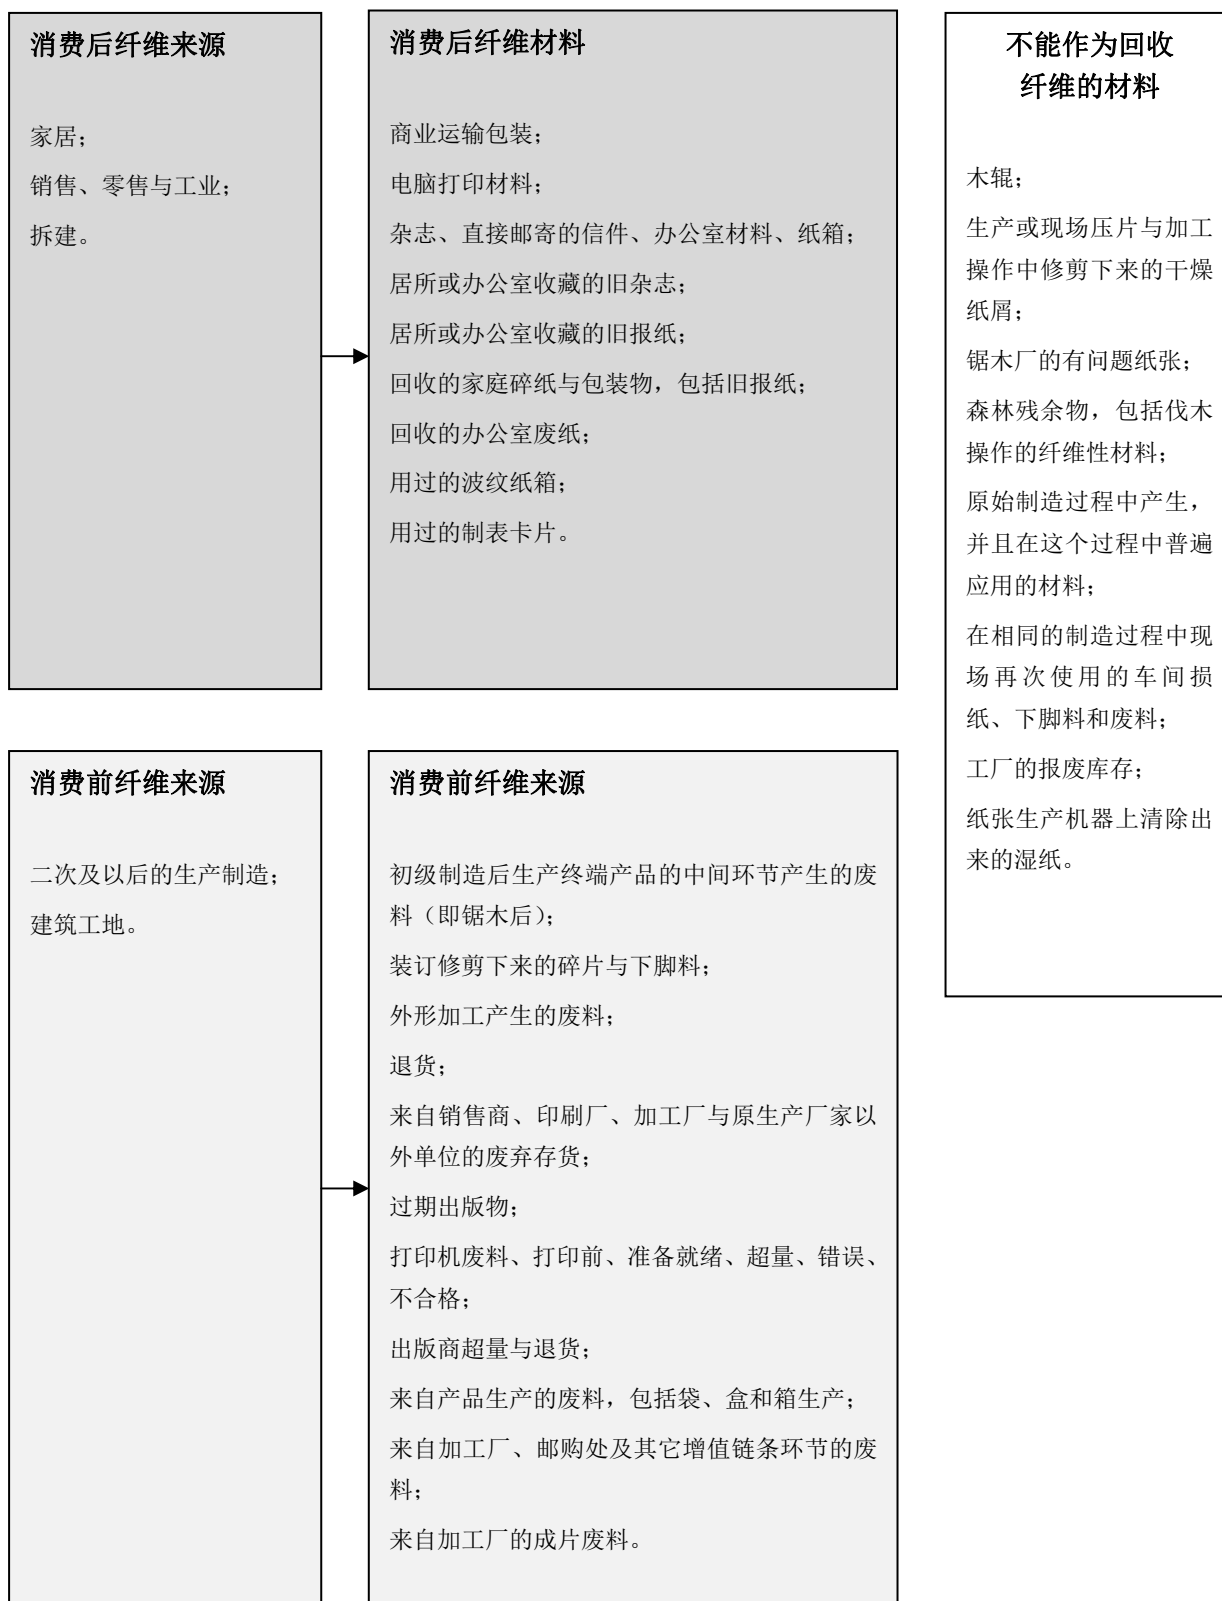 消费后纤维来源
家居；
销售、零售与工业；
拆建。
消费后纤维材料
商业运输包装；
电脑打印材料；
杂志、直接邮寄的信件、办公室材料、纸箱；
居所或办公室收藏的旧杂志；
居所或办公室收藏的旧报纸；
回收的家庭碎纸与包装物，包括旧报纸；
回收的办公室废纸；
用过的波纹纸箱；
用过的制表卡片。
不能作为回收
纤维的材料
木辊；
生产或现场压片与加工
操作中修剪下来的干燥
纸屑；
锯木厂的有问题纸张；
森林残余物，包括伐木
操作的纤维性材料；
原始制造过程中产生，
并且在这个过程中普遍
应用的材料；
在相同的制造过程中现
场再次使用的车间损
纸、下脚料和废料；
工厂的报废库存；
纸张生产机器上清除出
来的湿纸。
消费前纤维来源
二次及以后的生产制造；
建筑工地。
消费前纤维来源
初级制造后生产终端产品的中间环节产生的废
料（即锯木后）；
装订修剪下来的碎片与下脚料；
外形加工产生的废料；
退货；
来自销售商、印刷厂、加工厂与原生产厂家以
外单位的废弃存货；
过期出版物；
打印机废料、打印前、准备就绪、超量、错误、
不合格；
出版商超量与退货；
来自产品生产的废料，包括袋、盒和箱生产；
来自加工厂、邮购处及其它增值链条环节的废
料；
来自加工厂的成片废料。